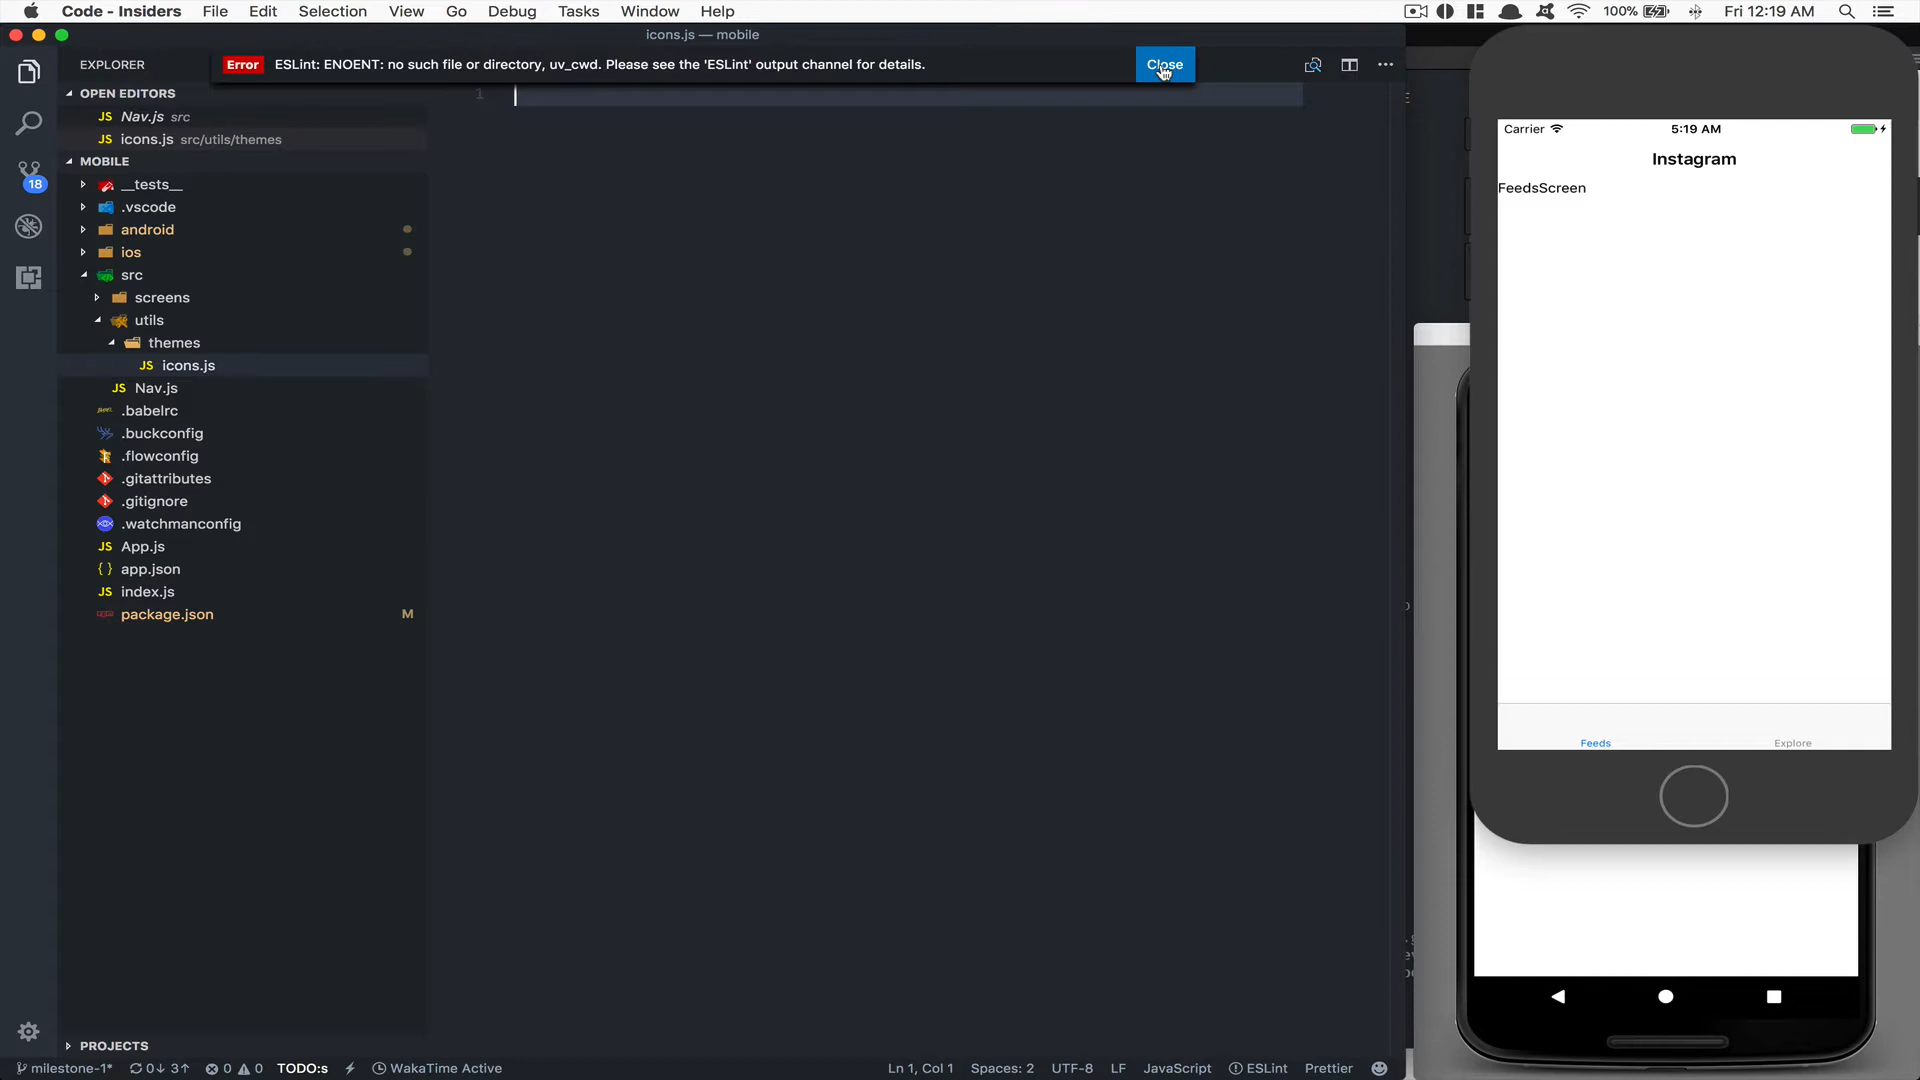 Code - Insiders File Edit Selection View Go Debug Tasks Window Help 100% Fri 12:19 AM
icons.js — mobile
EXPLORER
Error ESLint: ENOENT: no such file or directory, uv_cwd. Please see the 'ESLint' output channel for details. Close
OPEN EDITORS
JS Nav.js src
JS icons.js src/utils/themes
MOBILE
__tests__
.vscode
android
ios
src
screens
utils
themes
JS icons.js
JS Nav.js
.babelrc
.buckconfig
.flowconfig
.gitattributes
.gitignore
.watchmanconfig
JS App.js
{ } app.json
JS index.js
package.json M
18
PROJECTS
1
Carrier 5:19 AM
Instagram
FeedsScreen
Feeds Explore
milestone-1* 0↓ 3↑ 0 0 TODO:s WakaTime Active Ln 1, Col 1 Spaces: 2 UTF-8 LF JavaScript ESLint Prettier